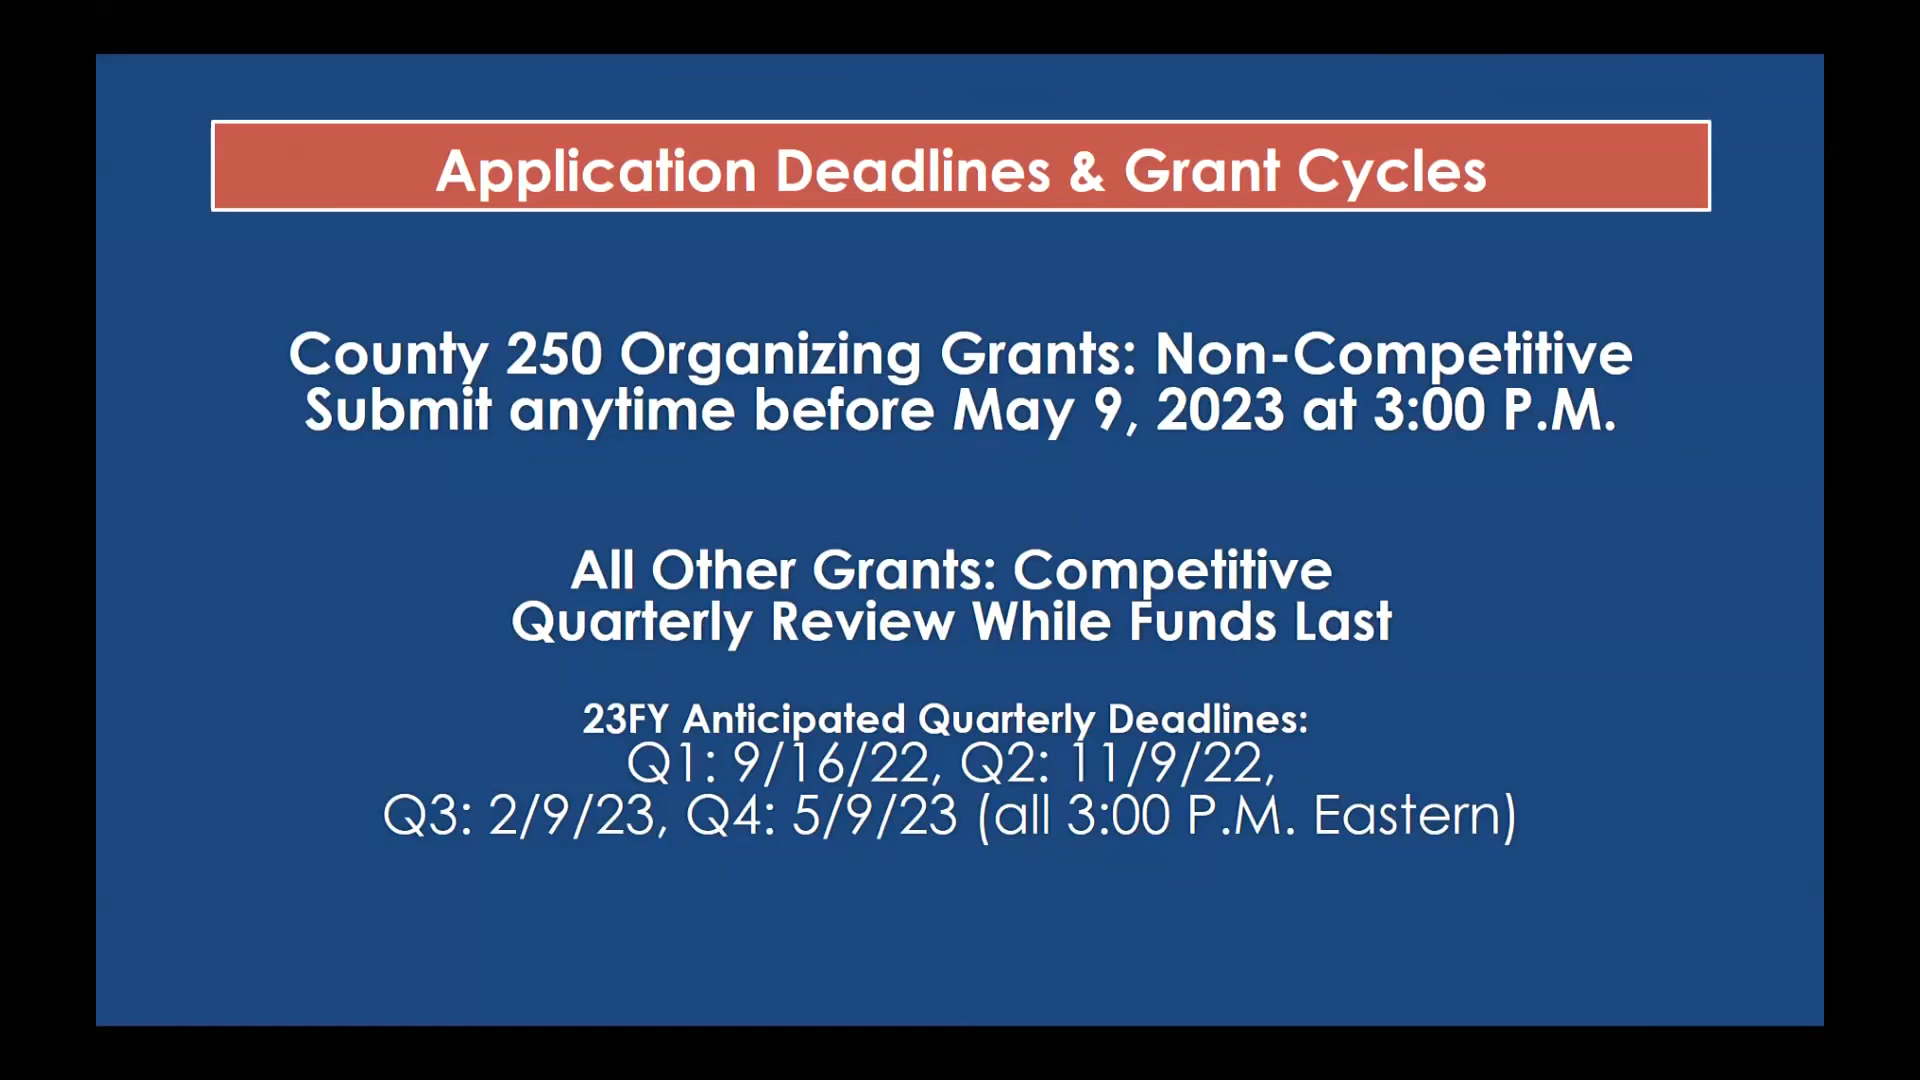 Application Deadlines & Grant Cycles
County 250 Organizing Grants: Non-Competitive
Submit anytime before May 9, 2023 at 3:00 P.M.
All Other Grants: Competitive
Quarterly Review While Funds Last
23FY Anticipated Quarterly Deadlines:
Q1: 9/16/22, Q2: 11/9/22,
Q3: 2/9/23, Q4: 5/9/23 (all 3:00 P.M. Eastern)